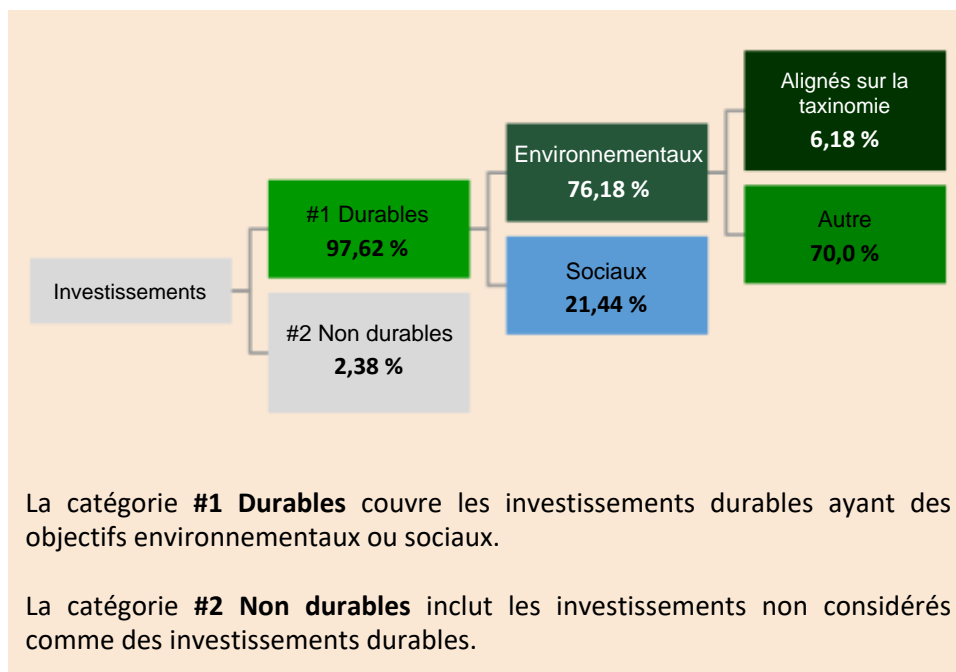 Investissements
#1 Durables
97,62 %
#2 Non durables
2,38 %
Environnementaux
76,18 %
Sociaux
21,44 %
Alignés sur la
taxinomie
6,18 %
Autre
70,0 %
La catégorie #1 Durables couvre les investissements durables ayant des
objectifs environnementaux ou sociaux.
La catégorie #2 Non durables inclut les investissements non considérés
comme des investissements durables.